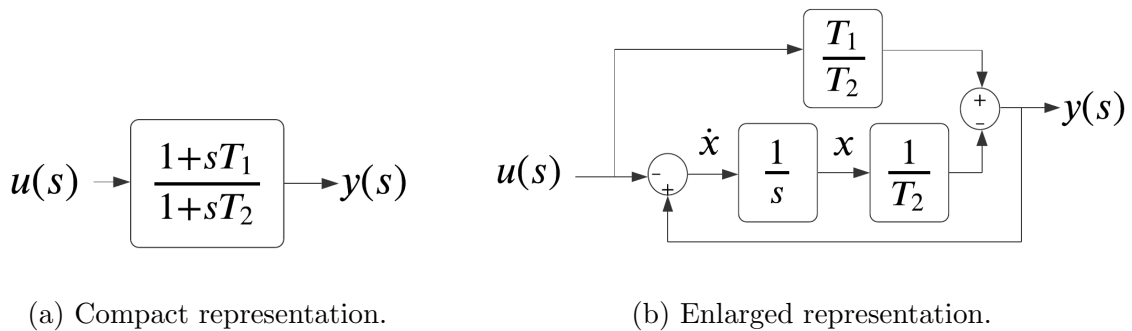 u(s)
1+sT₁
1+sT₂
y(s)
(a) Compact representation.
T₁
T₂
+
−
y(s)
u(s)
-
+
ẋ
1
s
x
1
T₂
(b) Enlarged representation.